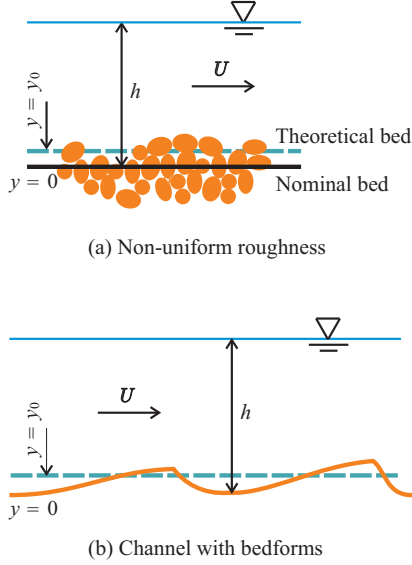 U
h
y = y₀
Theoretical bed
y = 0
Nominal bed
(a) Non-uniform roughness
U
h
y = y₀
y = 0
(b) Channel with bedforms